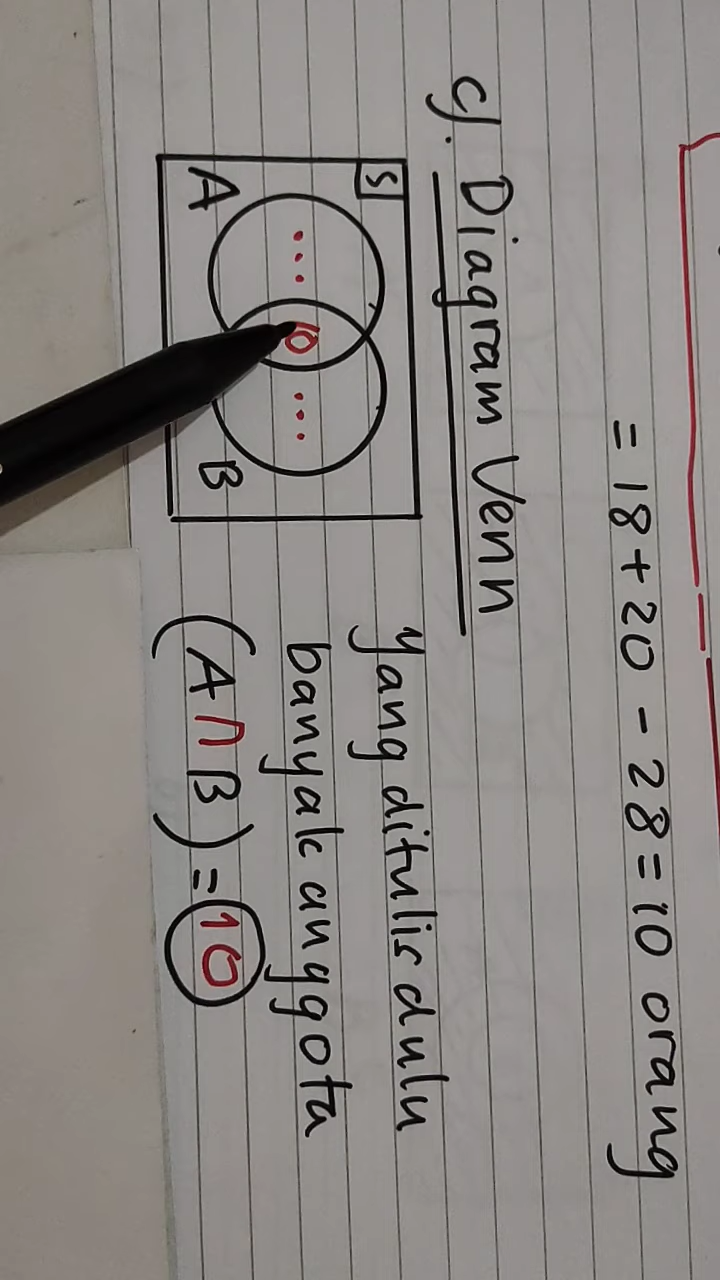 = 18 + 20 - 28 = 10 orang
c). Diagram Venn
S
A
... 10 ...
B
yang ditulis dulu
banyak anggota
(A ∩ B) = 10